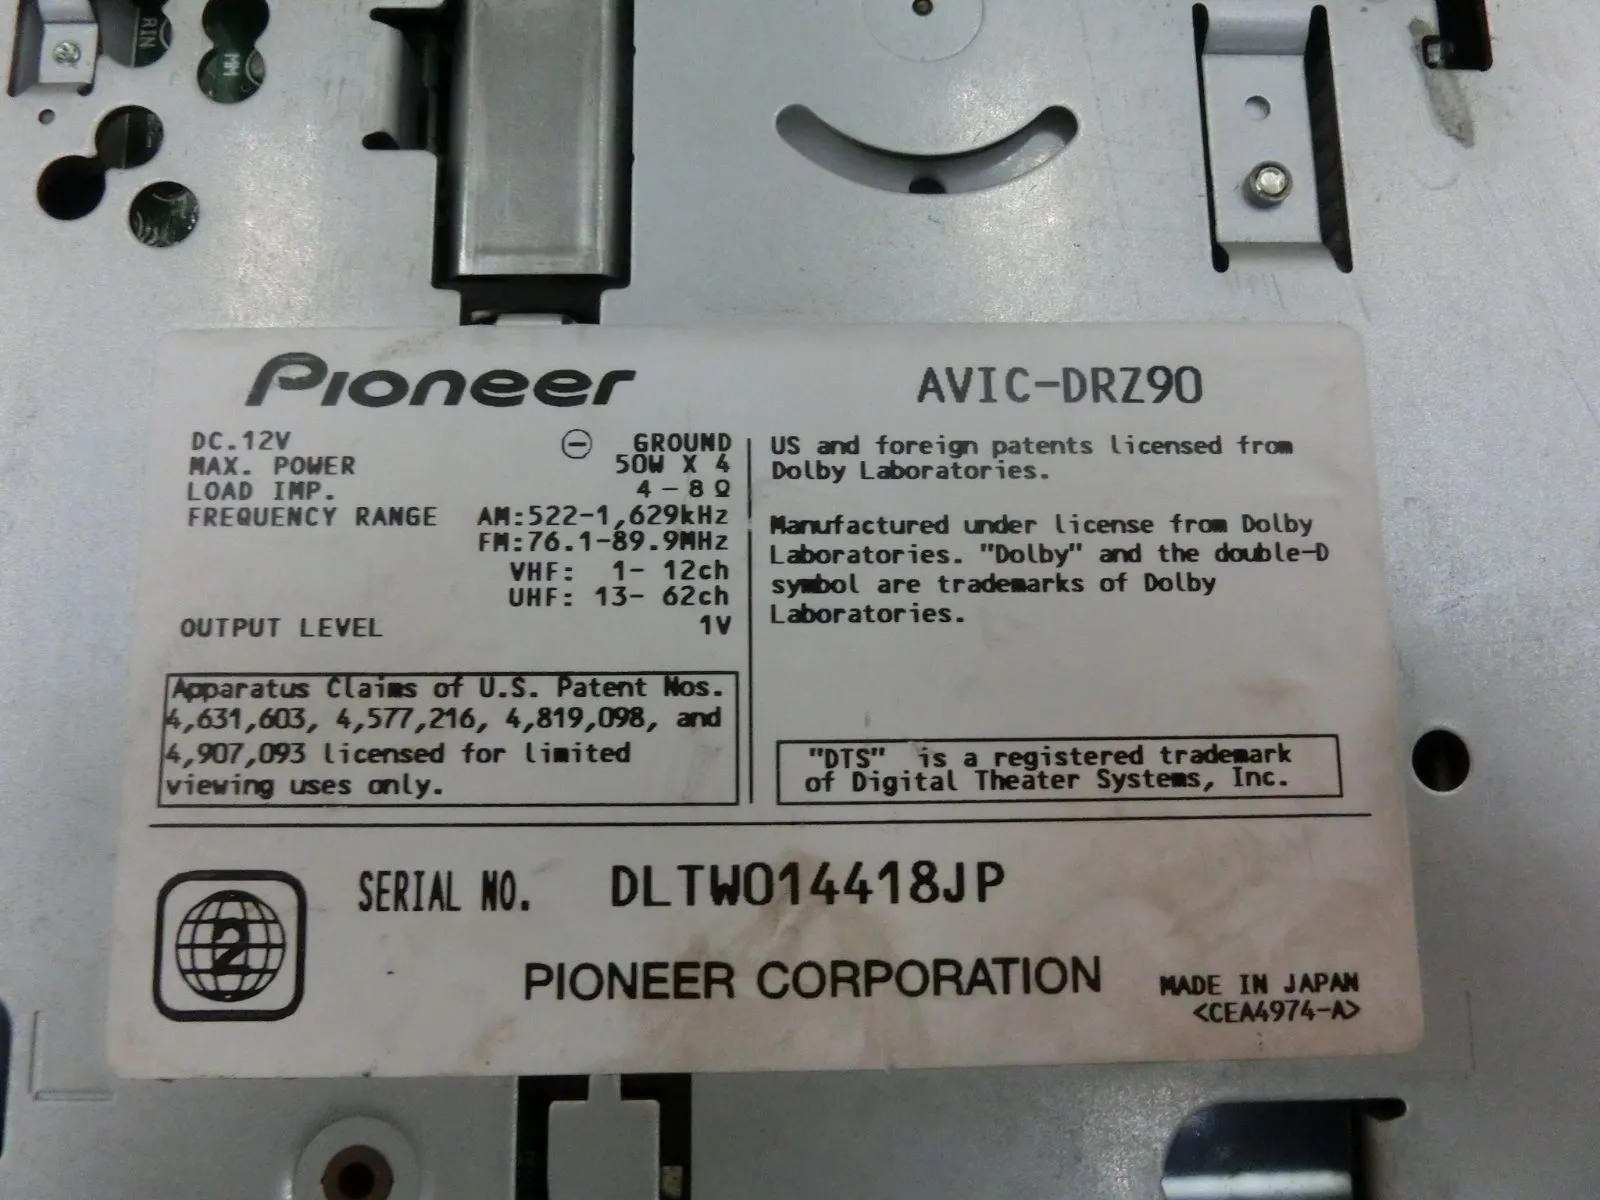 RIN
MM
Pioneer
AVIC-DRZ90
DC.12V ⊖ GROUND
MAX. POWER 50W X 4
LOAD IMP. 4-8Ω
FREQUENCY RANGE AM:522-1,629kHz
FM:76.1-89.9MHz
VHF: 1- 12ch
UHF: 13- 62ch
OUTPUT LEVEL 1V
Apparatus Claims of U.S. Patent Nos.
4,631,603, 4,577,216, 4,819,098, and
4,907,093 licensed for limited
viewing uses only.
US and foreign patents licensed from
Dolby Laboratories.
Manufactured under license from Dolby
Laboratories. "Dolby" and the double-D
symbol are trademarks of Dolby
Laboratories.
"DTS" is a registered trademark
of Digital Theater Systems, Inc.
2
SERIAL NO. DLTW014418JP
PIONEER CORPORATION
MADE IN JAPAN
<CEA4974-A>